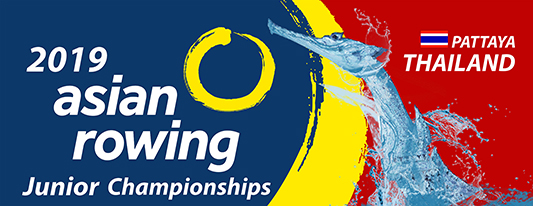 2019
asian
rowing
Junior Championships
PATTAYA
THAILAND